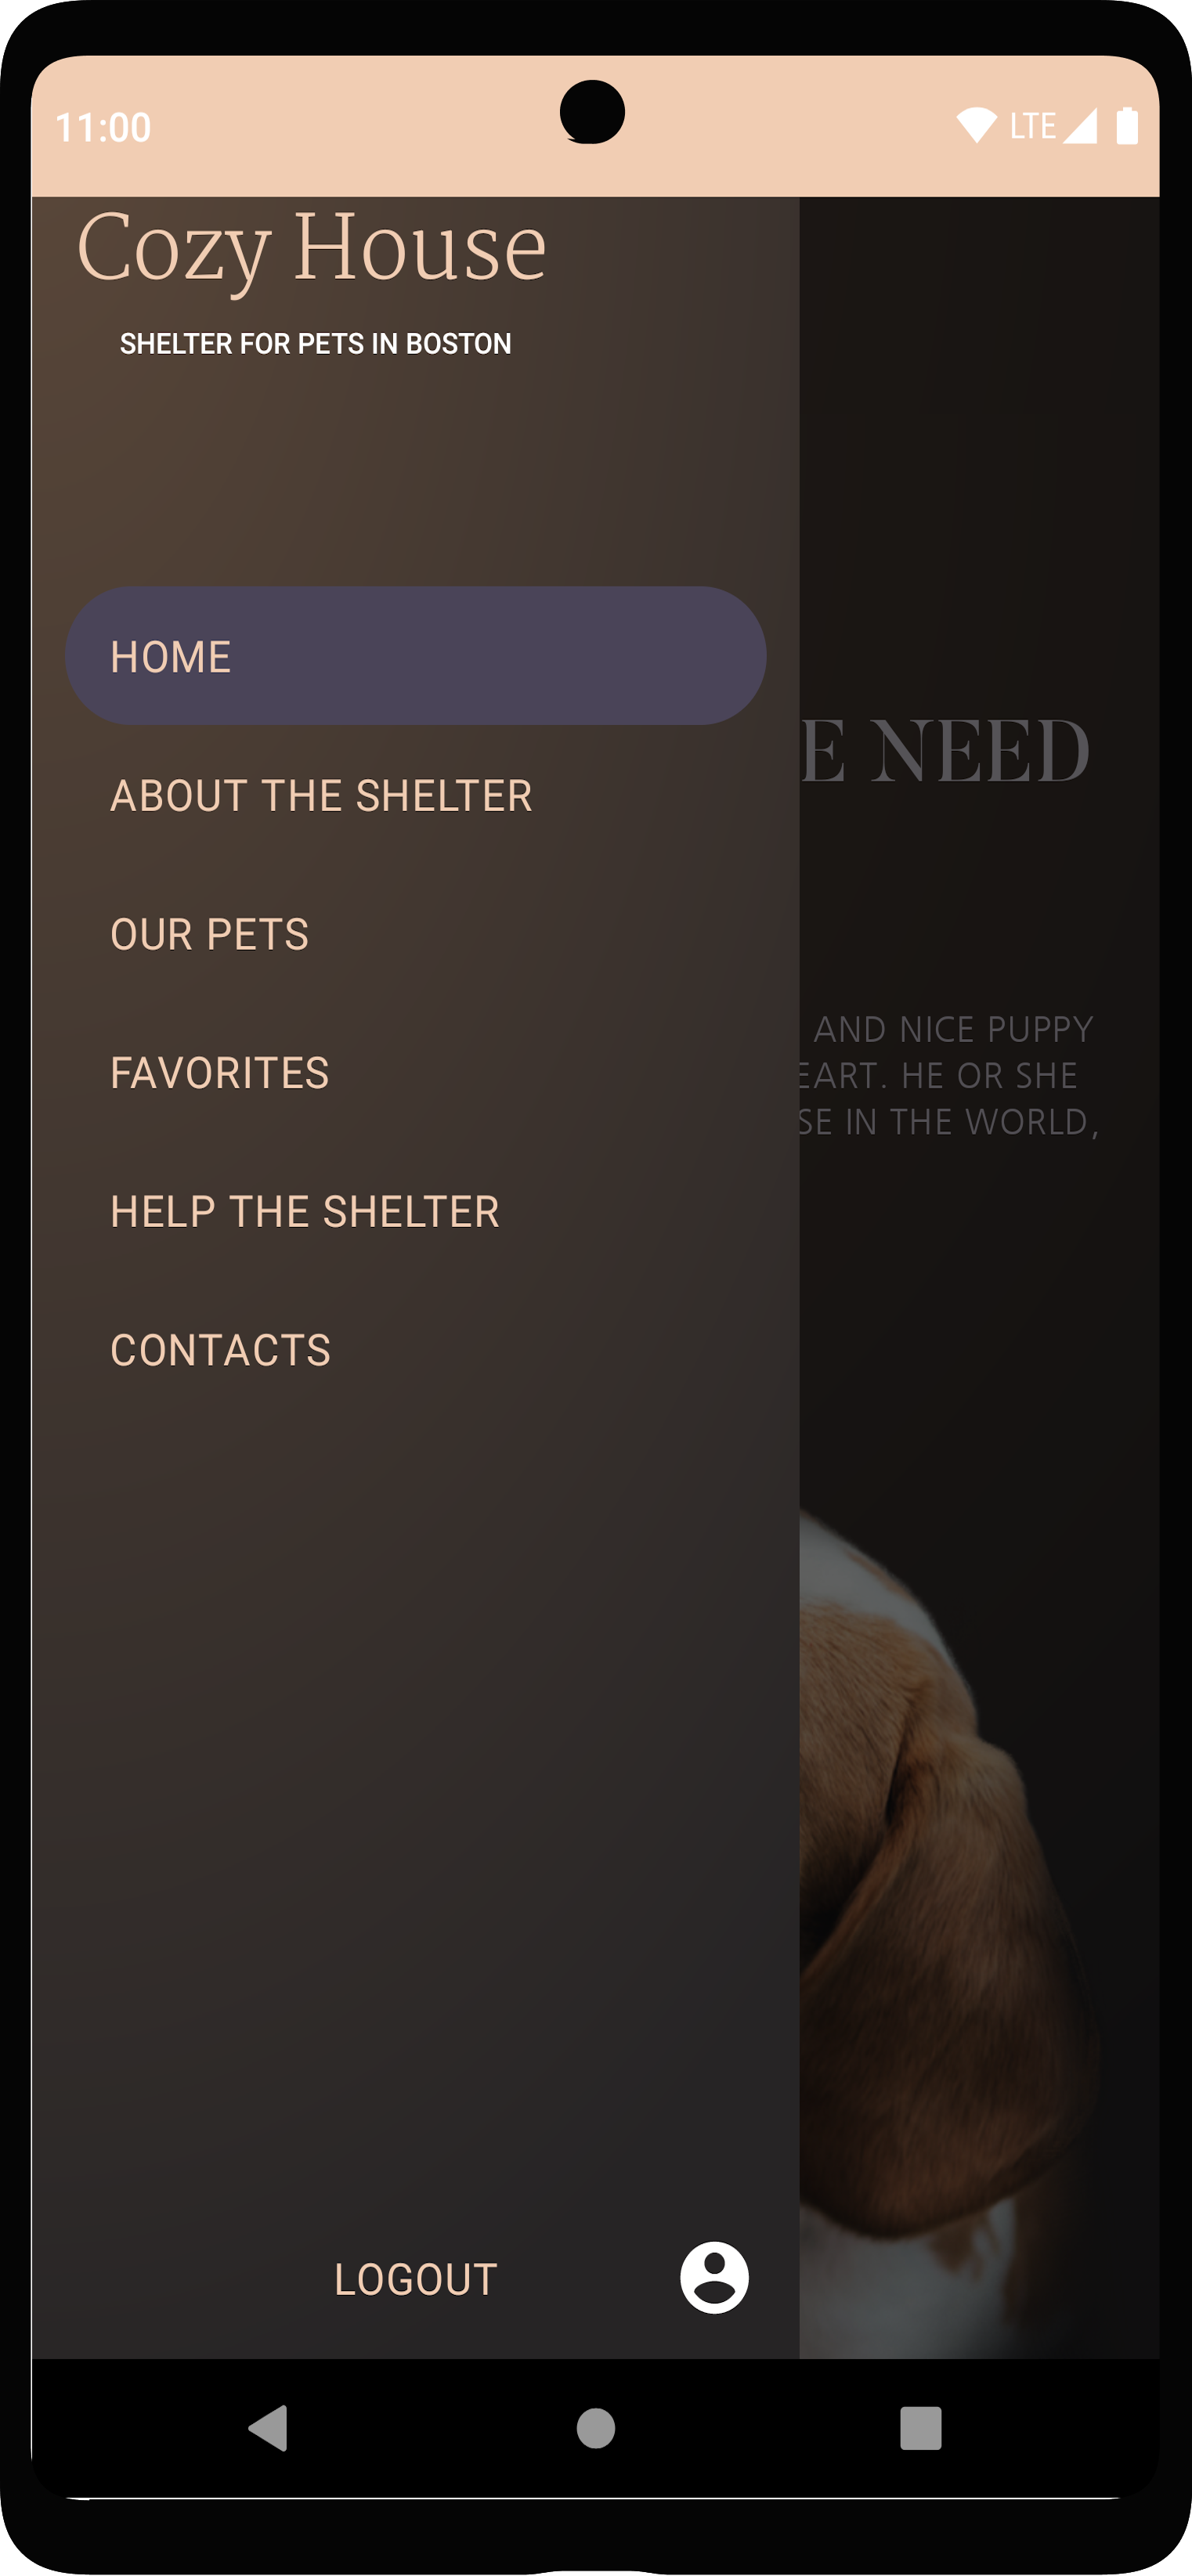 11:00
LTE
Cozy House
SHELTER FOR PETS IN BOSTON
HOME
E NEED
ABOUT THE SHELTER
OUR PETS
AND NICE PUPPY
FAVORITES
EART. HE OR SHE
SE IN THE WORLD,
HELP THE SHELTER
CONTACTS
LOGOUT